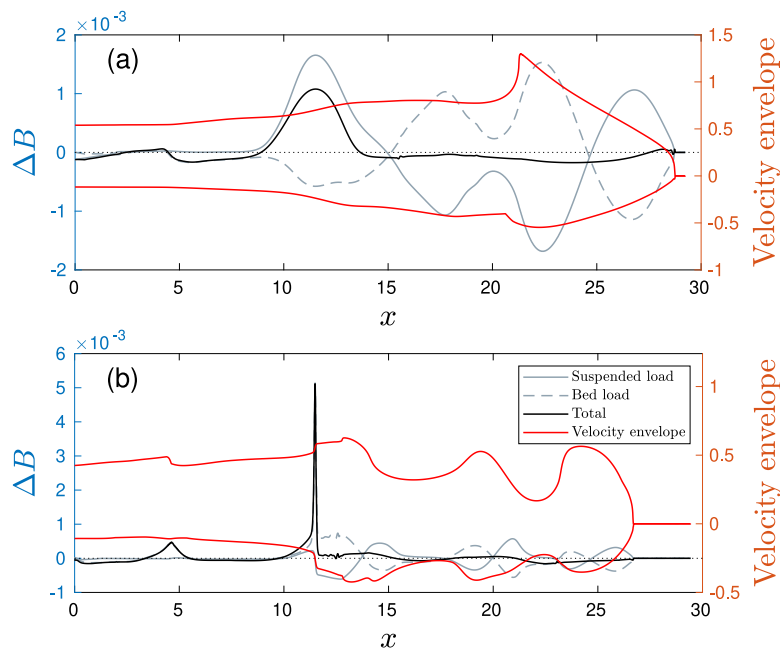 ×10⁻³
(a)
2
1
0
-1
-2
ΔB
1.5
1
0.5
0
-0.5
-1
Velocity envelope
0 5 10 15 20 25 30
x
×10⁻³
(b)
6
5
4
3
2
1
0
-1
ΔB
Suspended load
Bed load
Total
Velocity envelope
1
0.5
0
-0.5
Velocity envelope
0 5 10 15 20 25 30
x